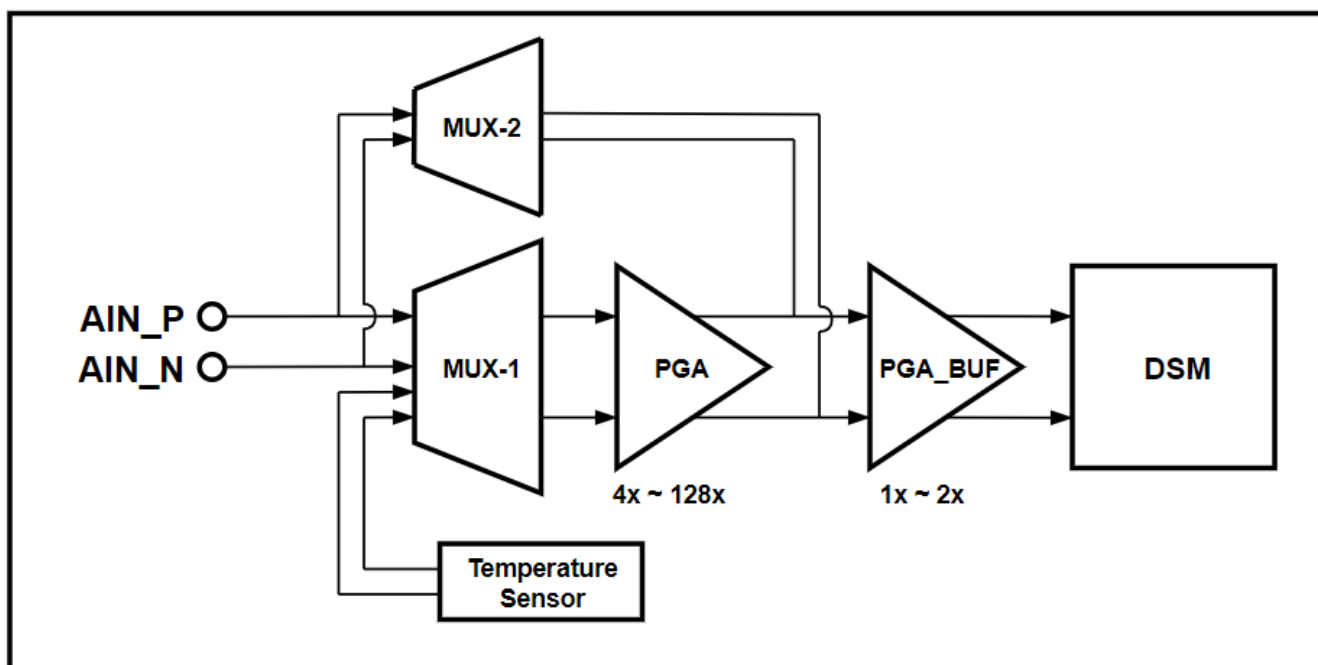 MUX-2
AIN_P
AIN_N
MUX-1
PGA
PGA_BUF
DSM
4x ~ 128x
1x ~ 2x
Temperature
Sensor